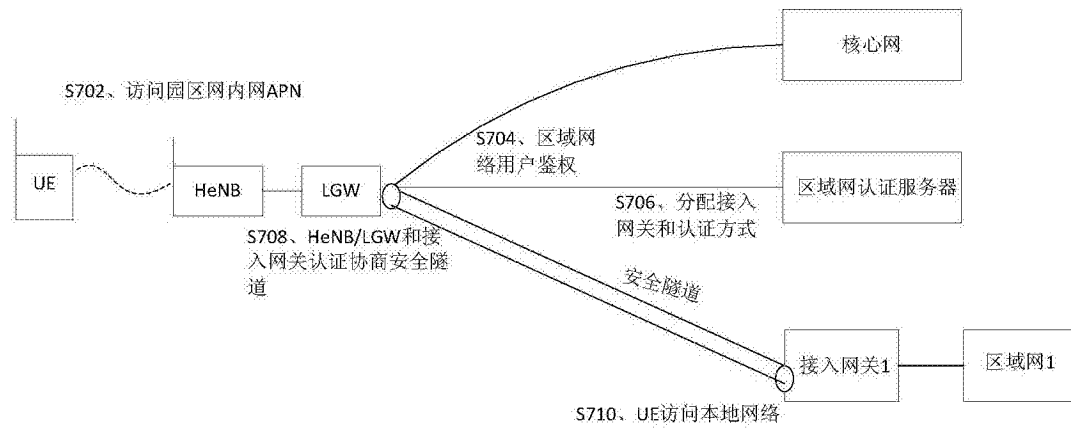 核心网
S702、访问园区网内网APN
S704、区域网
络用户鉴权
UE
HeNB
LGW
区域网认证服务器
S706、分配接入
网关和认证方式
S708、HeNB/LGW和接
入网关认证协商安全隧
道
安全隧道
接入网关1
区域网1
S710、UE访问本地网络